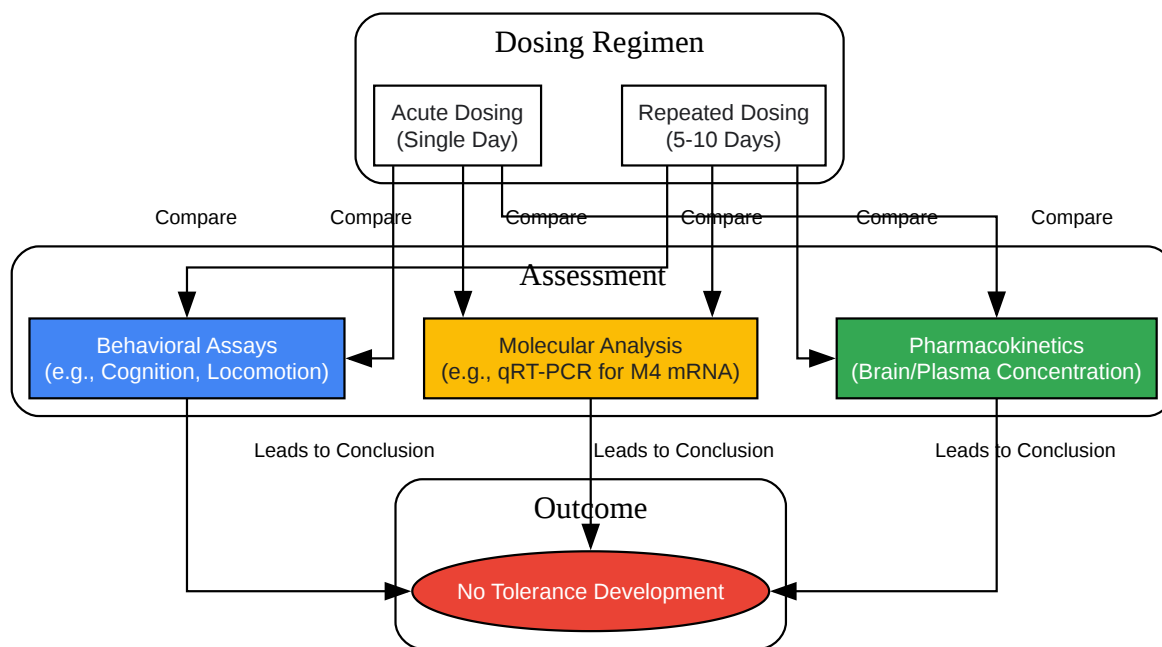 Dosing Regimen
Acute Dosing
(Single Day)
Repeated Dosing
(5-10 Days)
Compare
Compare
Compare
Compare
Compare
Compare
Assessment
Behavioral Assays
(e.g., Cognition, Locomotion)
Molecular Analysis
(e.g., qRT-PCR for M4 mRNA)
Pharmacokinetics
(Brain/Plasma Concentration)
Leads to Conclusion
Leads to Conclusion
Leads to Conclusion
Outcome
No Tolerance Development